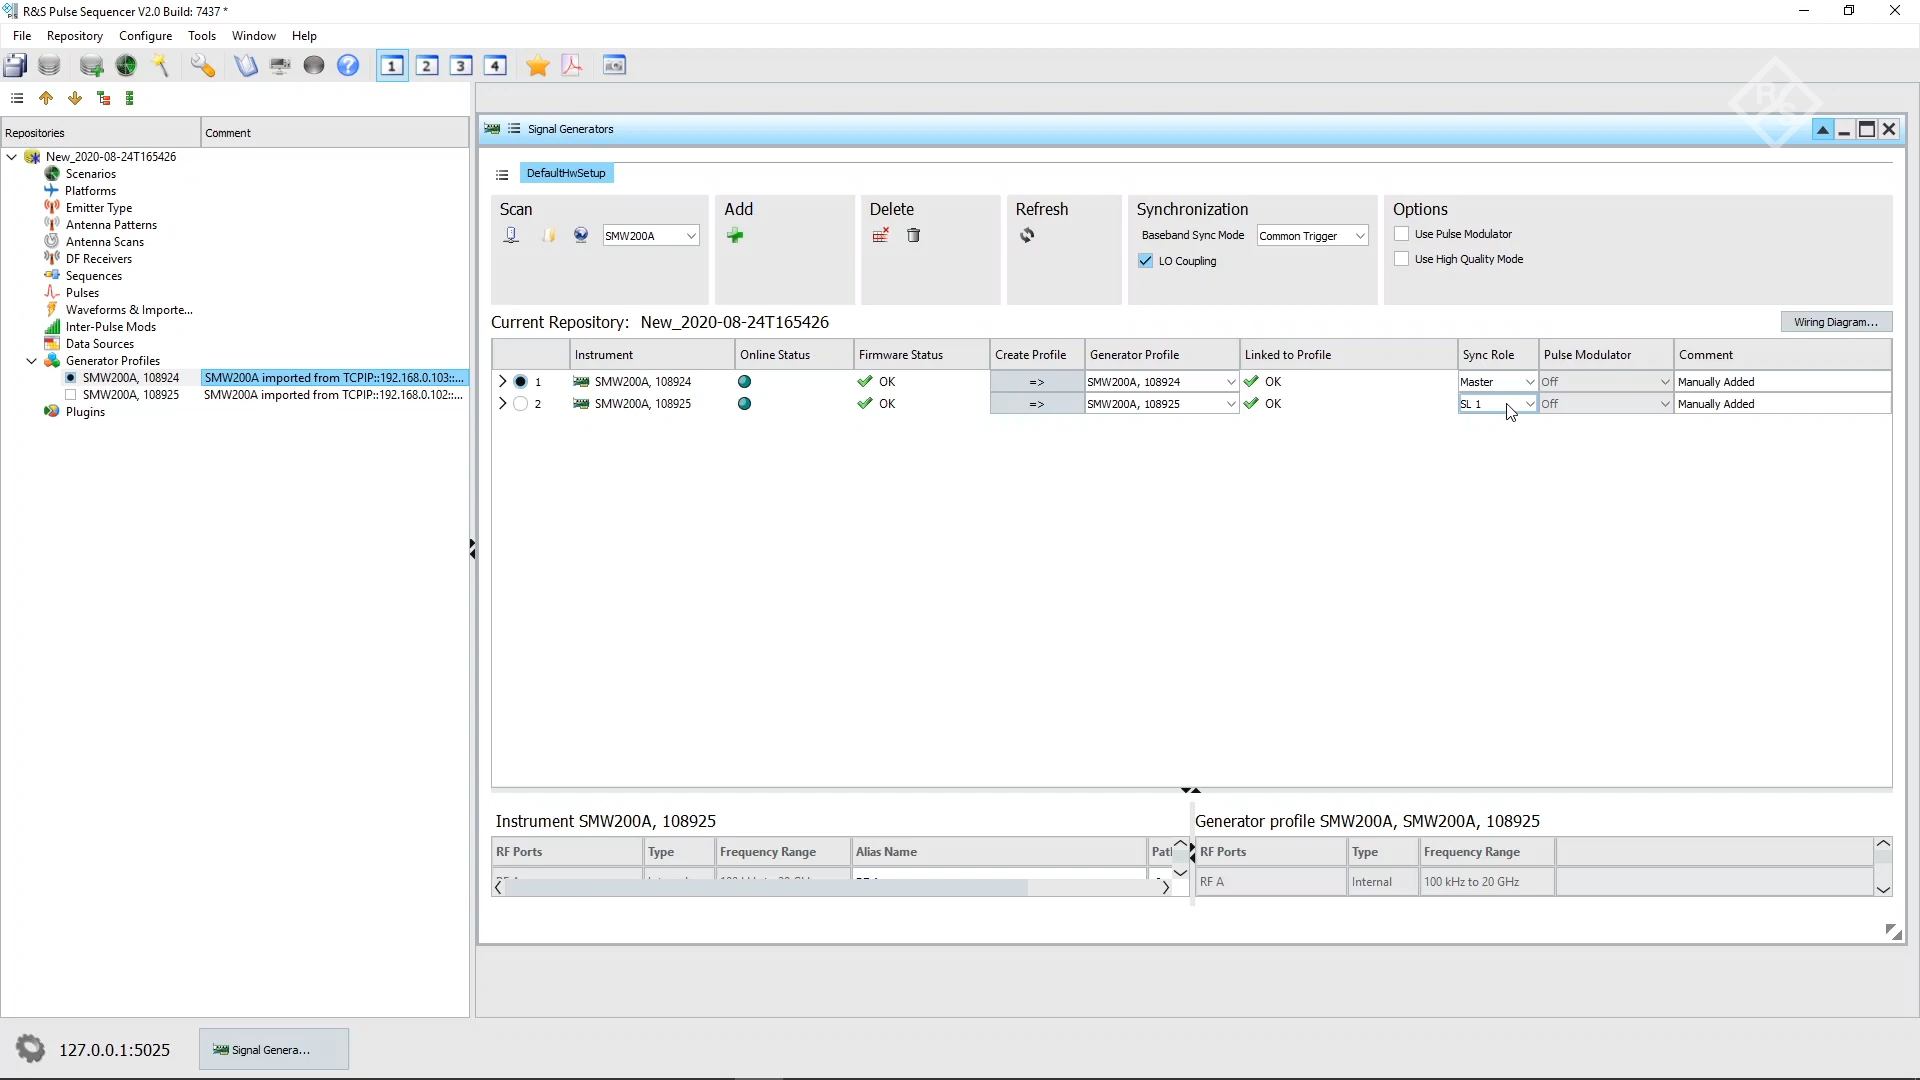 R&S Pulse Sequencer V2.0 Build: 7437 *
File Repository Configure Tools Window Help
1 2 3 4
Repositories Comment
New_2020-08-24T165426
Scenarios
Platforms
Emitter Type
Antenna Patterns
Antenna Scans
DF Receivers
Sequences
Pulses
Waveforms & Importe...
Inter-Pulse Mods
Data Sources
Generator Profiles
SMW200A, 108924 SMW200A imported from TCPIP::192.168.0.103::...
SMW200A, 108925 SMW200A imported from TCPIP::192.168.0.102::...
Plugins
Signal Generators
R&S
DefaultHwSetup
Scan Add Delete Refresh Synchronization Options
SMW200A Baseband Sync Mode Common Trigger Use Pulse Modulator
LO Coupling Use High Quality Mode
Current Repository: New_2020-08-24T165426 Wiring Diagram...
Instrument Online Status Firmware Status Create Profile Generator Profile Linked to Profile Sync Role Pulse Modulator Comment
1 SMW200A, 108924 OK => SMW200A, 108924 OK Master Off Manually Added
2 SMW200A, 108925 OK => SMW200A, 108925 OK SL 1 Off Manually Added
Instrument SMW200A, 108925 Generator profile SMW200A, SMW200A, 108925
RF Ports Type Frequency Range Alias Name RF Ports Type Frequency Range
RF A Internal 100 kHz to 20 GHz
127.0.0.1:5025 Signal Genera...